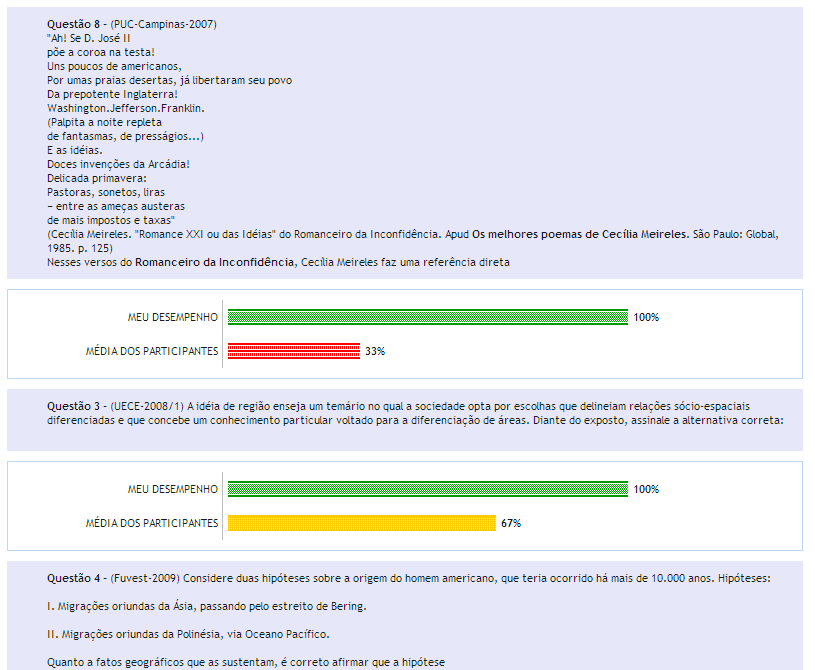 Questão 8 - (PUC-Campinas-2007)
"Ah! Se D. José II
põe a coroa na testa!
Uns poucos de americanos,
Por umas praias desertas, já libertaram seu povo
Da prepotente Inglaterra!
Washington.Jefferson.Franklin.
(Palpita a noite repleta
de fantasmas, de presságios...)
E as idéias.
Doces invenções da Arcádia!
Delicada primavera:
Pastoras, sonetos, liras
– entre as ameças austeras
de mais impostos e taxas"
(Cecília Meireles. "Romance XXI ou das Idéias" do Romanceiro da Inconfidência. Apud Os melhores poemas de Cecília Meireles. São Paulo: Global,
1985. p. 125)
Nesses versos do Romanceiro da Inconfidência, Cecília Meireles faz uma referência direta
MEU DESEMPENHO 100%
MÉDIA DOS PARTICIPANTES 33%
Questão 3 - (UECE-2008/1) A idéia de região enseja um temário no qual a sociedade opta por escolhas que delineiam relações sócio-espaciais
diferenciadas e que concebe um conhecimento particular voltado para a diferenciação de áreas. Diante do exposto, assinale a alternativa correta:
MEU DESEMPENHO 100%
MÉDIA DOS PARTICIPANTES 67%
Questão 4 - (Fuvest-2009) Considere duas hipóteses sobre a origem do homem americano, que teria ocorrido há mais de 10.000 anos. Hipóteses:
I. Migrações oriundas da Ásia, passando pelo estreito de Bering.
II. Migrações oriundas da Polinésia, via Oceano Pacífico.
Quanto a fatos geográficos que as sustentam, é correto afirmar que a hipótese